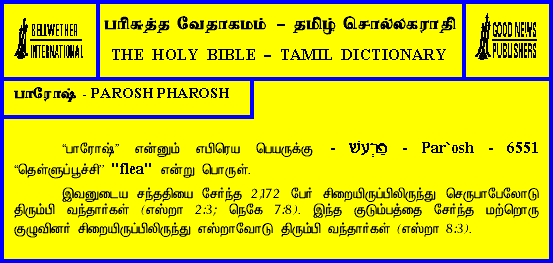 BELLWETHER
INTERNATIONAL
பரிசுத்த வேதாகமம் – தமிழ் சொல்லகராதி
THE HOLY BIBLE – TAMIL DICTIONARY
GOOD NEWS
PUBLISHERS
பாரோஷ் - PAROSH PHAROSH
“பாரோஷ்” என்னும் எபிரெய பெயருக்கு - פַּרְעֹשׁ - Par`osh - 6551
“தெள்ளுப்பூச்சி” "flea" என்று பொருள்.
இவனுடைய சந்ததியை சேர்ந்த 2,172 பேர் சிறையிருப்பிலிருந்து செருபாபேலோடு
திரும்பி வந்தார்கள் (எஸ்றா 2:3; நெகே 7:8). இந்த குடும்பத்தை சேர்ந்த மற்றொரு
குழுவினர் சிறையிருப்பிலிருந்து எஸ்றாவோடு திரும்பி வந்தார்கள் (எஸ்றா 8:3).